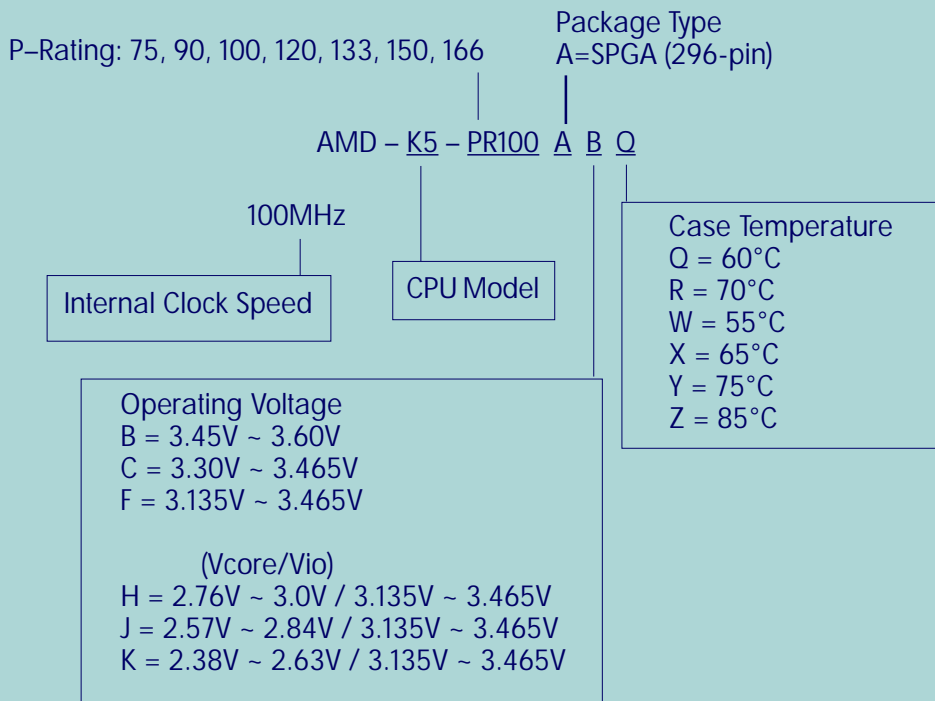 P–Rating: 75, 90, 100, 120, 133, 150, 166
Package Type
A=SPGA (296-pin)
AMD – K5 – PR100 A B Q
100MHz
Internal Clock Speed
CPU Model
Case Temperature
Q = 60°C
R = 70°C
W = 55°C
X = 65°C
Y = 75°C
Z = 85°C
Operating Voltage
B = 3.45V ~ 3.60V
C = 3.30V ~ 3.465V
F = 3.135V ~ 3.465V
(Vcore/Vio)
H = 2.76V ~ 3.0V / 3.135V ~ 3.465V
J = 2.57V ~ 2.84V / 3.135V ~ 3.465V
K = 2.38V ~ 2.63V / 3.135V ~ 3.465V